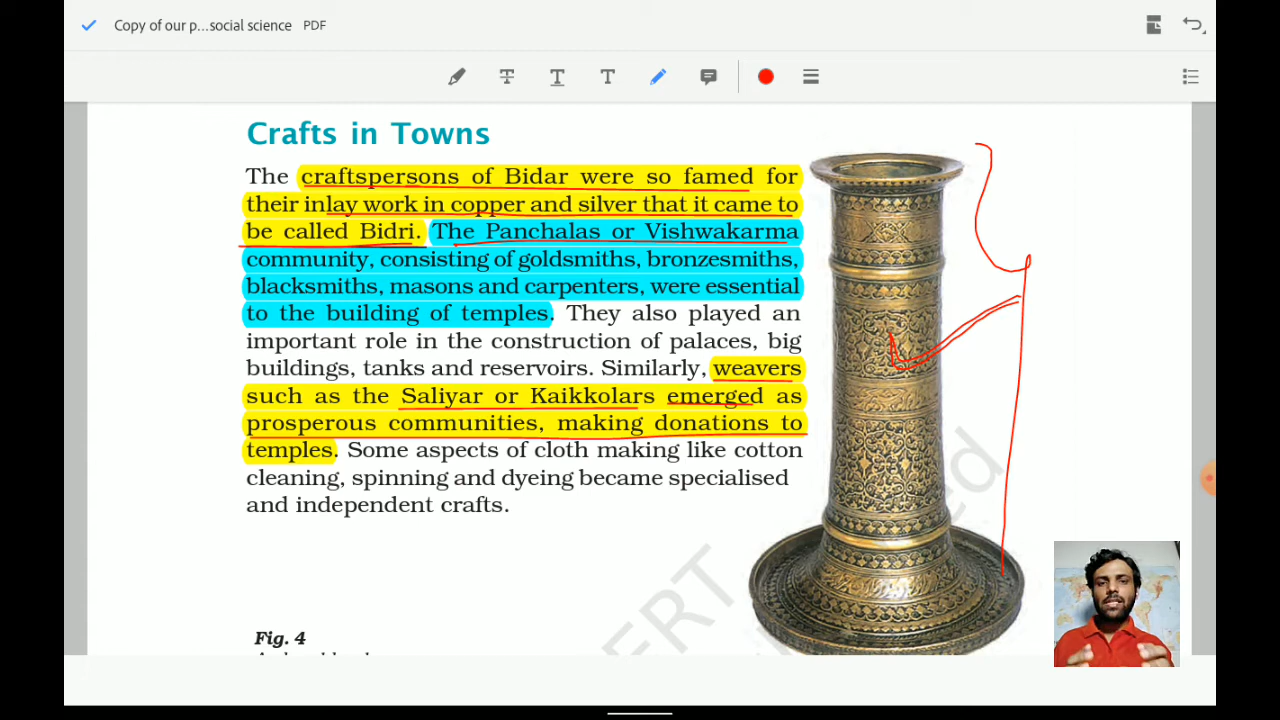 Copy of our p...social science PDF
Crafts in Towns
The craftspersons of Bidar were so famed for
their inlay work in copper and silver that it came to
be called Bidri. The Panchalas or Vishwakarma
community, consisting of goldsmiths, bronzesmiths,
blacksmiths, masons and carpenters, were essential
to the building of temples. They also played an
important role in the construction of palaces, big
buildings, tanks and reservoirs. Similarly, weavers
such as the Saliyar or Kaikkolars emerged as
prosperous communities, making donations to
temples. Some aspects of cloth making like cotton
cleaning, spinning and dyeing became specialised
and independent crafts.
Fig. 4